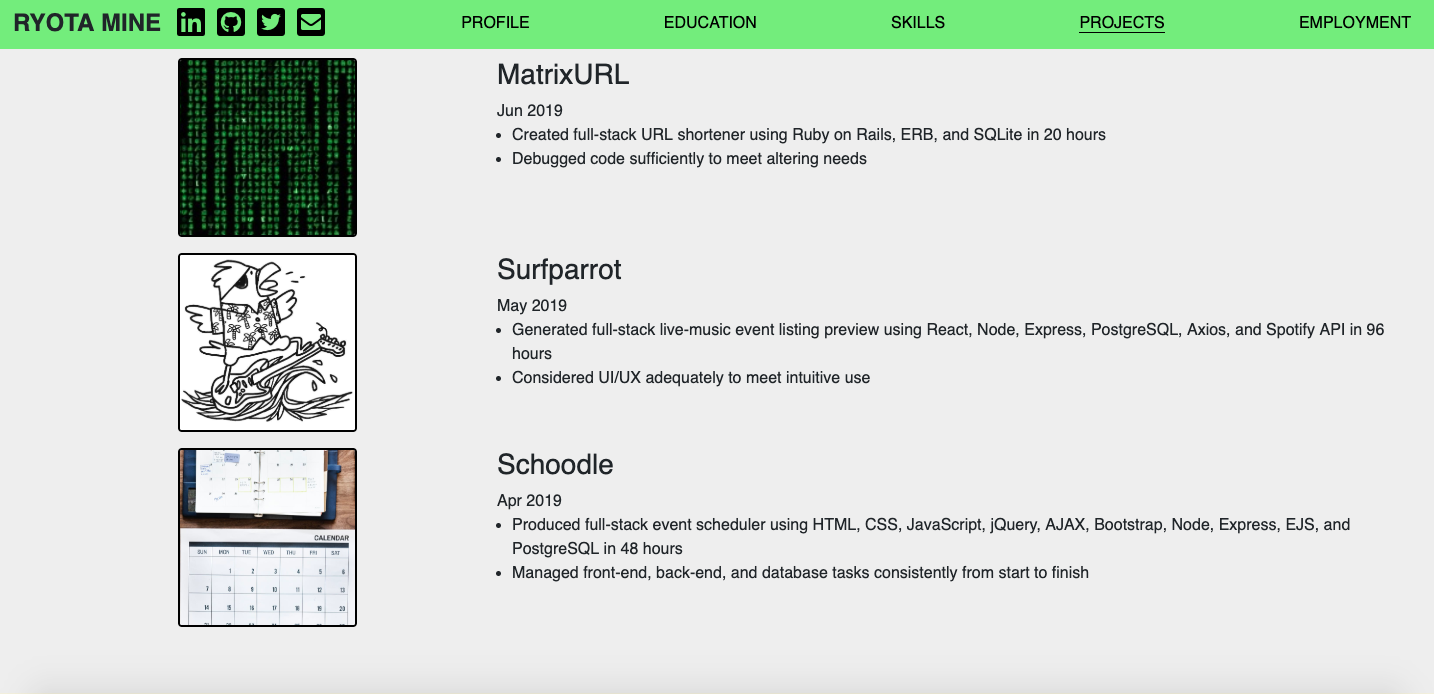 RYOTA MINE
PROFILE
EDUCATION
SKILLS
PROJECTS
EMPLOYMENT
MatrixURL
Jun 2019
Created full-stack URL shortener using Ruby on Rails, ERB, and SQLite in 20 hours
Debugged code sufficiently to meet altering needs
Surfparrot
May 2019
Generated full-stack live-music event listing preview using React, Node, Express, PostgreSQL, Axios, and Spotify API in 96
hours
Considered UI/UX adequately to meet intuitive use
CALENDAR
SUN MON TUE WED THU FRI SAT
1 2 3 4 5 6
7 8 9 10 11 12 13
14 15 16 17 18 19 20
Schoodle
Apr 2019
Produced full-stack event scheduler using HTML, CSS, JavaScript, jQuery, AJAX, Bootstrap, Node, Express, EJS, and
PostgreSQL in 48 hours
Managed front-end, back-end, and database tasks consistently from start to finish